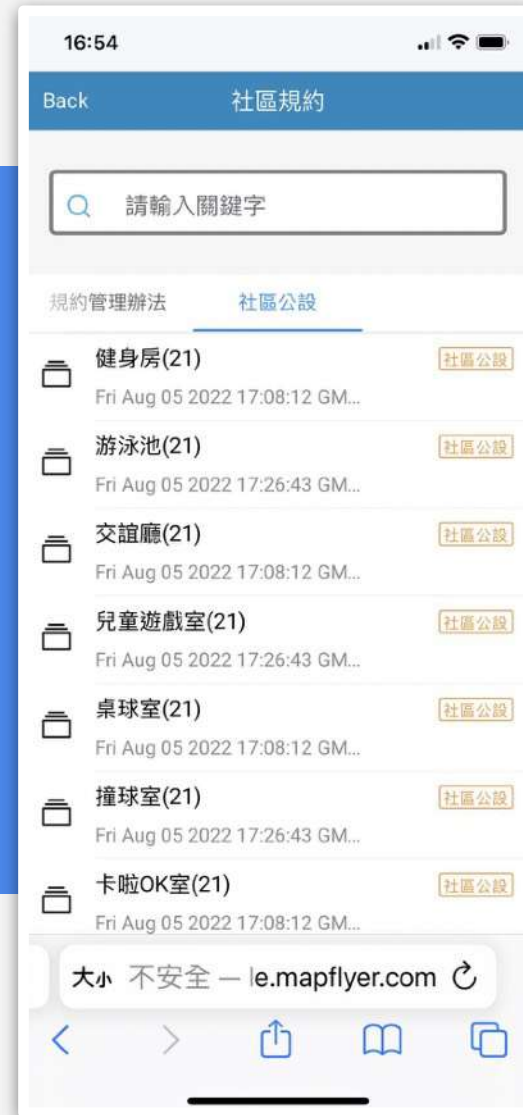 16:54
Back 社區規約
請輸入關鍵字
規約管理辦法 社區公設
健身房(21) 社區公設
Fri Aug 05 2022 17:08:12 GM...
游泳池(21) 社區公設
Fri Aug 05 2022 17:26:43 GM...
交誼廳(21) 社區公設
Fri Aug 05 2022 17:08:12 GM...
兒童遊戲室(21) 社區公設
Fri Aug 05 2022 17:26:43 GM...
桌球室(21) 社區公設
Fri Aug 05 2022 17:08:12 GM...
撞球室(21) 社區公設
Fri Aug 05 2022 17:26:43 GM...
卡啦OK室(21) 社區公設
Fri Aug 05 2022 17:08:12 GM...
大小 不安全 — le.mapflyer.com